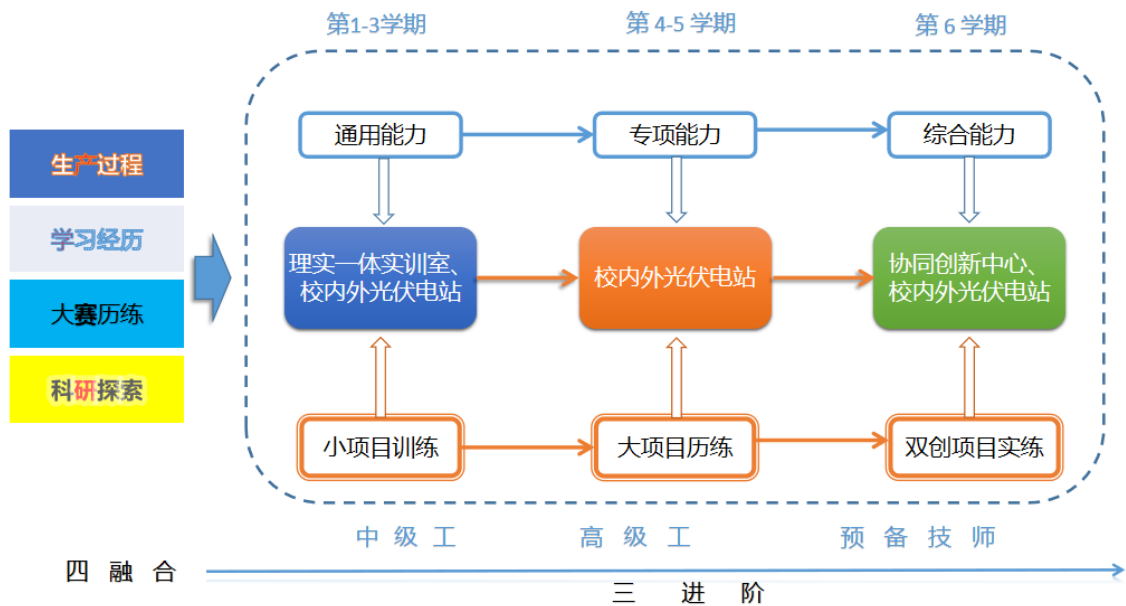 第1-3学期
第 4-5 学期
第 6 学期
通用能力
专项能力
综合能力
生产过程
学习经历
大赛历练
科研探索
理实一体实训室、
校内外光伏电站
校内外光伏电站
协同创新中心、
校内外光伏电站
小项目训练
大项目历练
双创项目实练
中 级 工
高 级 工
预 备 技 师
四 融 合
三 进 阶